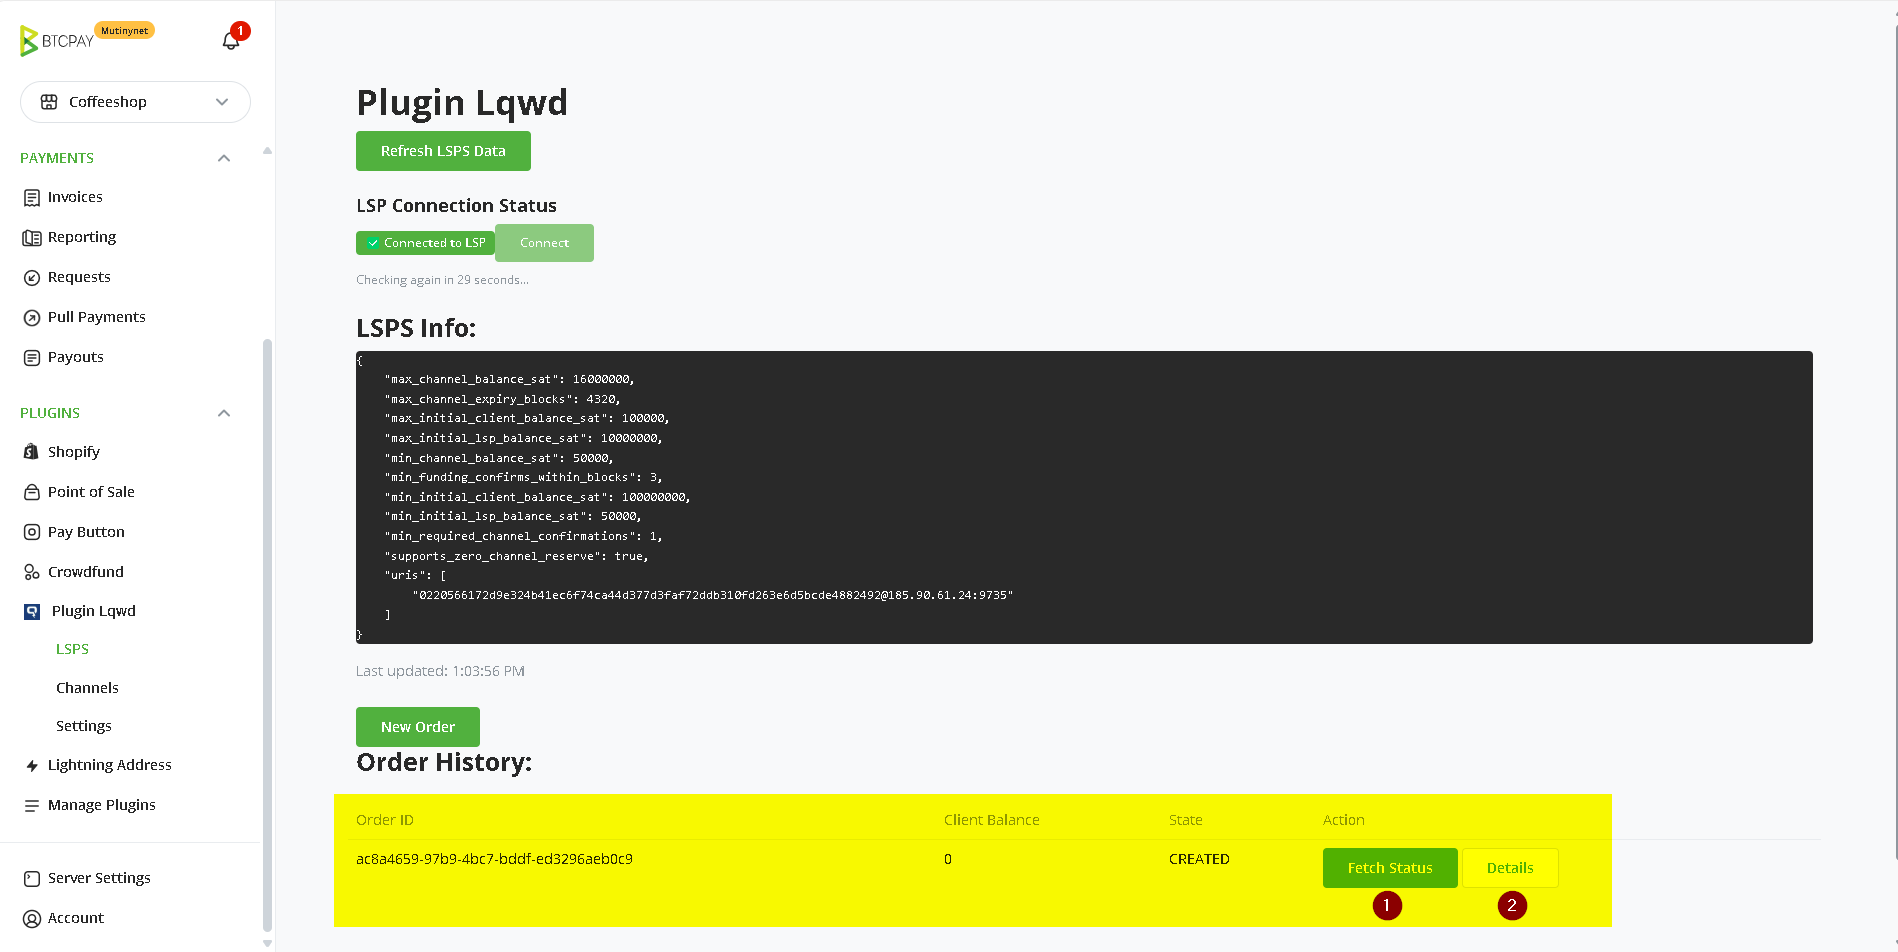 BTCPAY Mutinynet
1
Coffeeshop
PAYMENTS
Invoices
Reporting
Requests
Pull Payments
Payouts
PLUGINS
Shopify
Point of Sale
Pay Button
Crowdfund
Plugin Lqwd
LSPS
Channels
Settings
Lightning Address
Manage Plugins
Server Settings
Account
Plugin Lqwd
Refresh LSPS Data
LSP Connection Status
Connected to LSP Connect
Checking again in 29 seconds...
LSPS Info:
{
"max_channel_balance_sat": 16000000,
"max_channel_expiry_blocks": 4320,
"max_initial_client_balance_sat": 100000,
"max_initial_lsp_balance_sat": 10000000,
"min_channel_balance_sat": 50000,
"min_funding_confirms_within_blocks": 3,
"min_initial_client_balance_sat": 100000000,
"min_initial_lsp_balance_sat": 50000,
"min_required_channel_confirmations": 1,
"supports_zero_channel_reserve": true,
"uris": [
"0220566172d9e324b41ec6f74ca44d377d3faf72ddb310fd263e6d5bcde4882492@185.90.61.24:9735"
]
}
Last updated: 1:03:56 PM
New Order
Order History:
Order ID Client Balance State Action
ac8a4659-97b9-4bc7-bddf-ed3296aeb0c9 0 CREATED Fetch Status Details
1 2